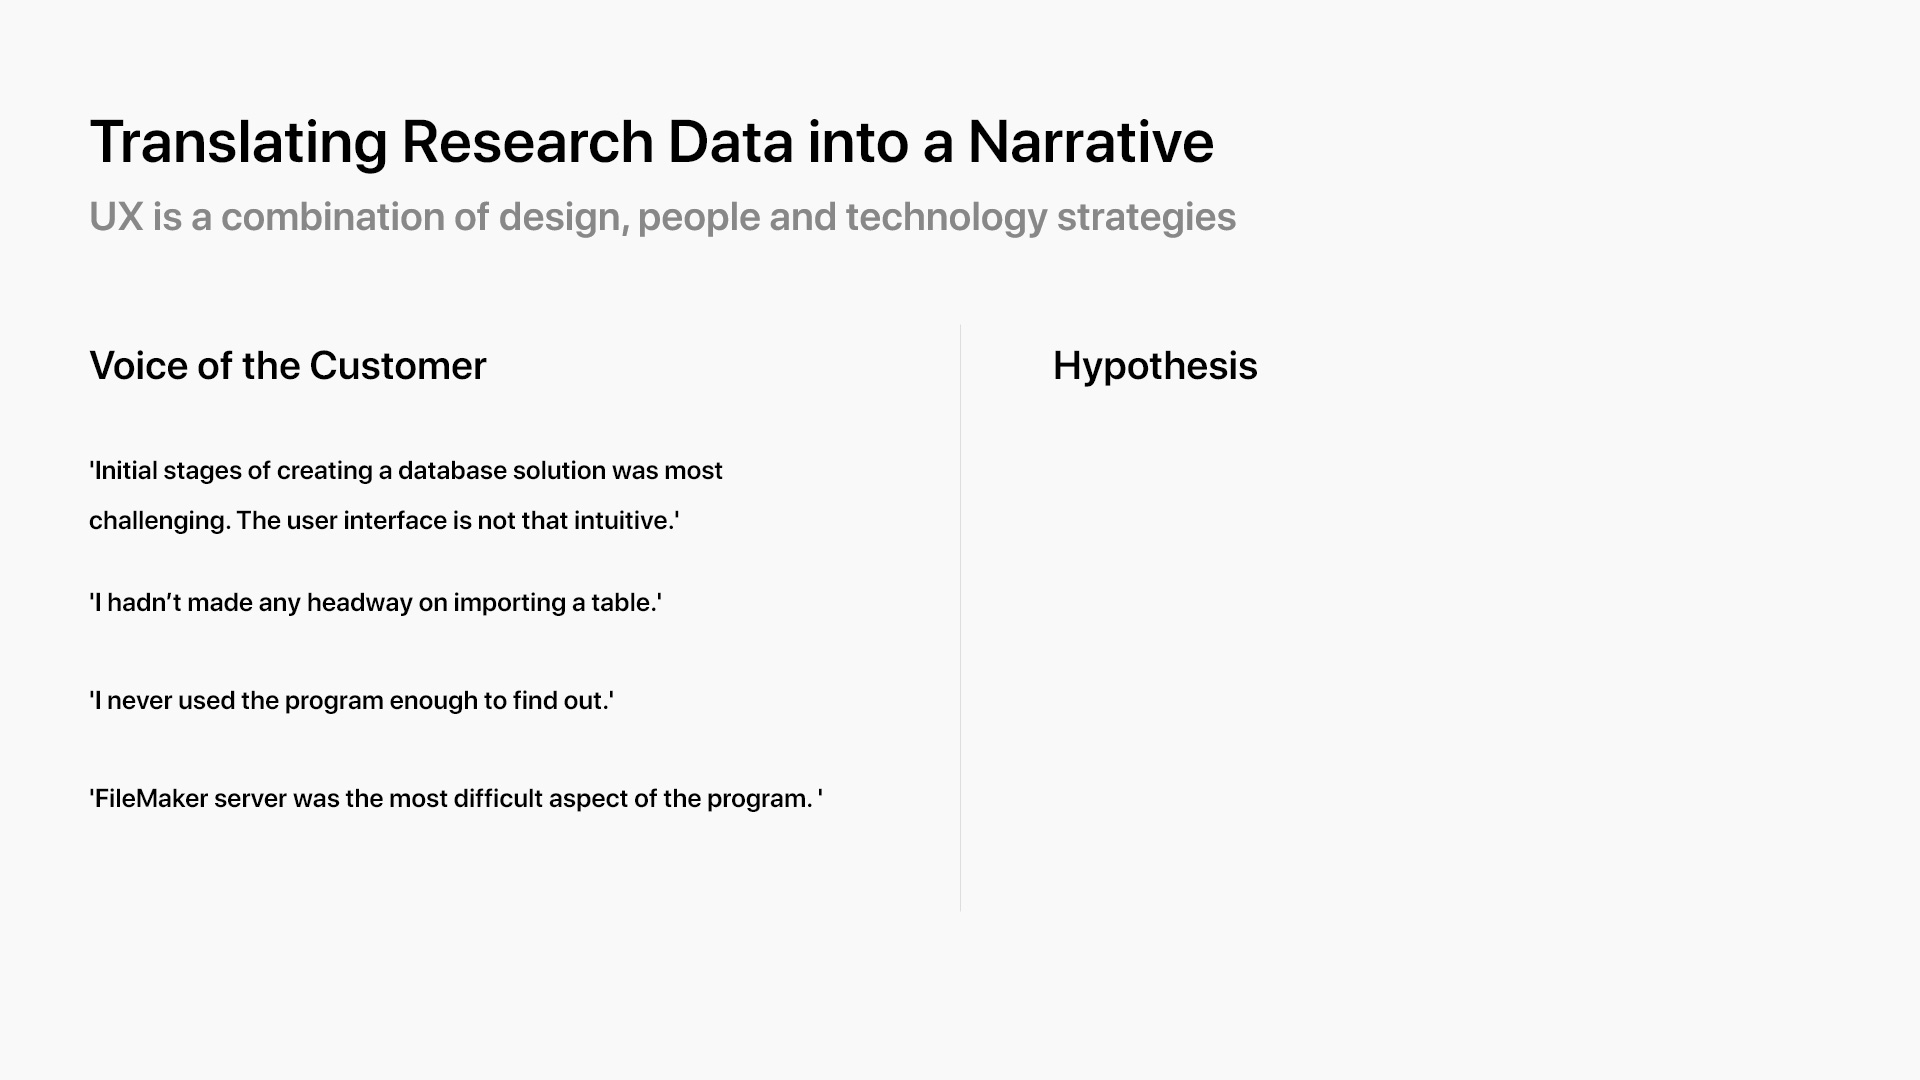 Translating Research Data into a Narrative
UX is a combination of design, people and technology strategies
Voice of the Customer
'Initial stages of creating a database solution was most
challenging. The user interface is not that intuitive.'
'I hadn’t made any headway on importing a table.'
'I never used the program enough to find out.'
'FileMaker server was the most difficult aspect of the program. '
Hypothesis